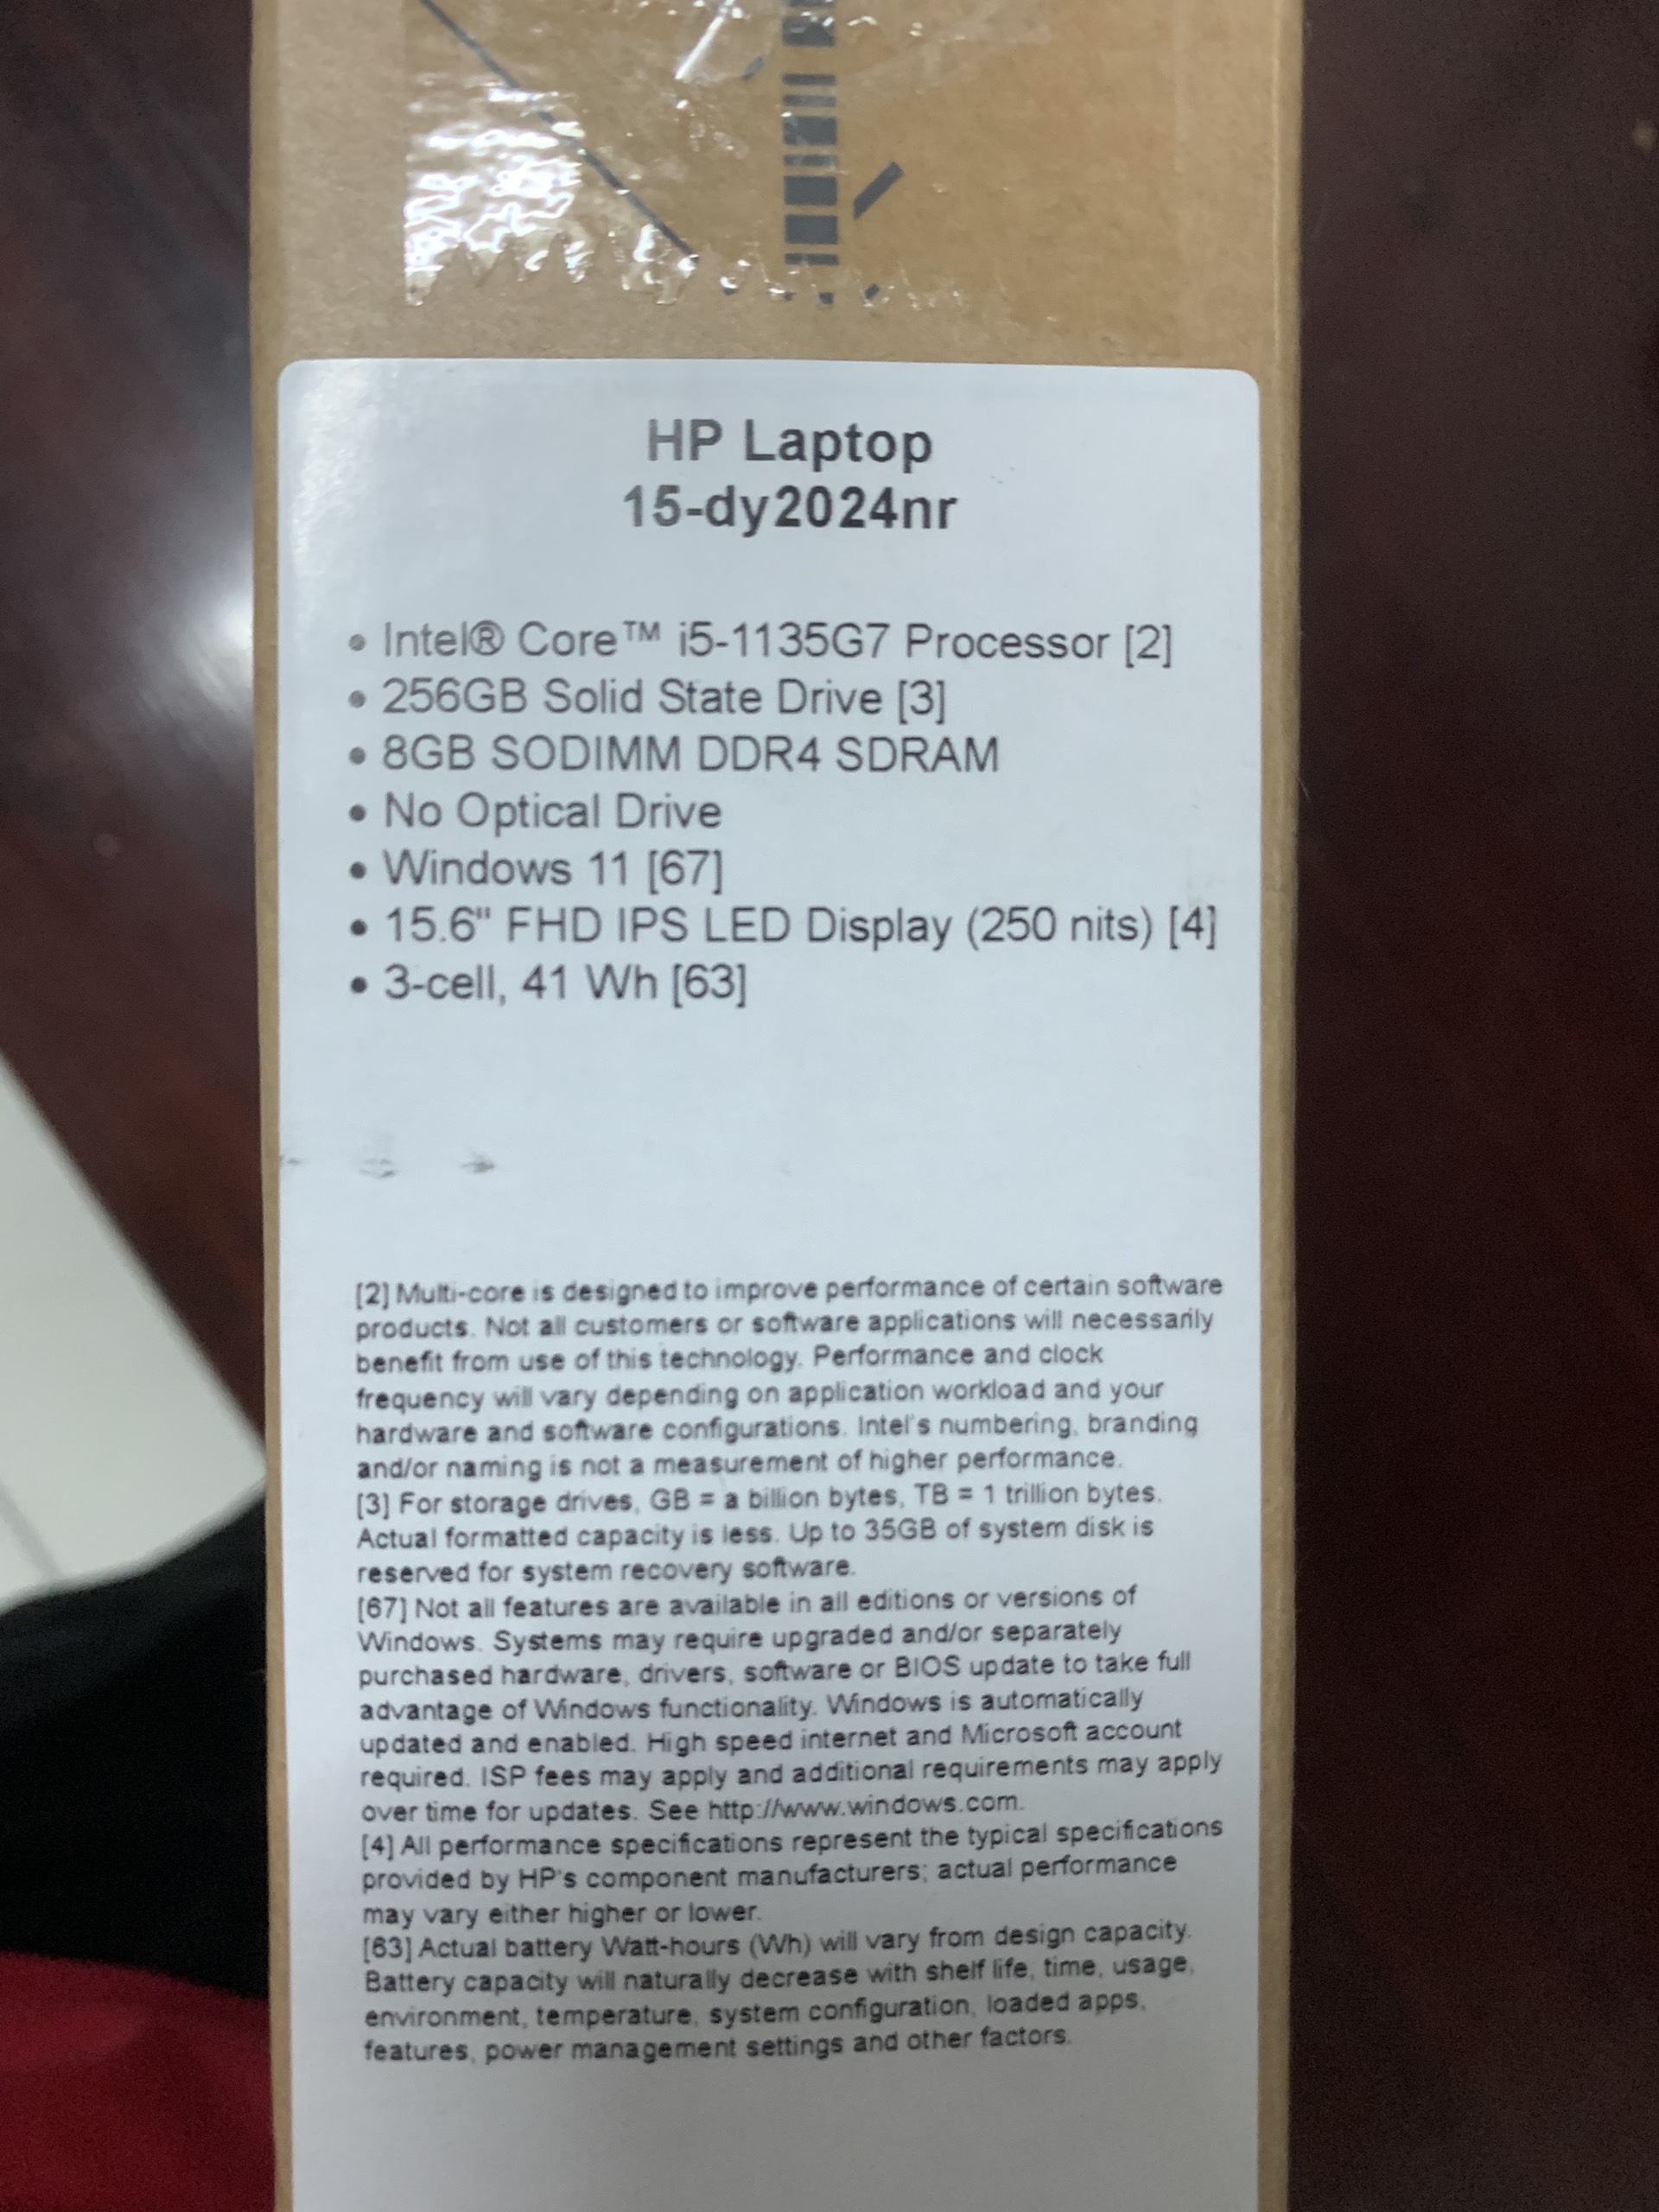 HP Laptop
15-dy2024nr
• Intel® Core™ i5-1135G7 Processor [2]
• 256GB Solid State Drive [3]
• 8GB SODIMM DDR4 SDRAM
• No Optical Drive
• Windows 11 [67]
• 15.6" FHD IPS LED Display (250 nits) [4]
• 3-cell, 41 Wh [63]
[2] Multi-core is designed to improve performance of certain software
products. Not all customers or software applications will necessarily
benefit from use of this technology. Performance and clock
frequency will vary depending on application workload and your
hardware and software configurations. Intel's numbering, branding
and/or naming is not a measurement of higher performance.
[3] For storage drives, GB = a billion bytes, TB = 1 trillion bytes.
Actual formatted capacity is less. Up to 35GB of system disk is
reserved for system recovery software.
[67] Not all features are available in all editions or versions of
Windows. Systems may require upgraded and/or separately
purchased hardware, drivers, software or BIOS update to take full
advantage of Windows functionality. Windows is automatically
updated and enabled. High speed internet and Microsoft account
required. ISP fees may apply and additional requirements may apply
over time for updates. See http://www.windows.com.
[4] All performance specifications represent the typical specifications
provided by HP's component manufacturers; actual performance
may vary either higher or lower.
[63] Actual battery Watt-hours (Wh) will vary from design capacity.
Battery capacity will naturally decrease with shelf life, time, usage,
environment, temperature, system configuration, loaded apps,
features, power management settings and other factors.